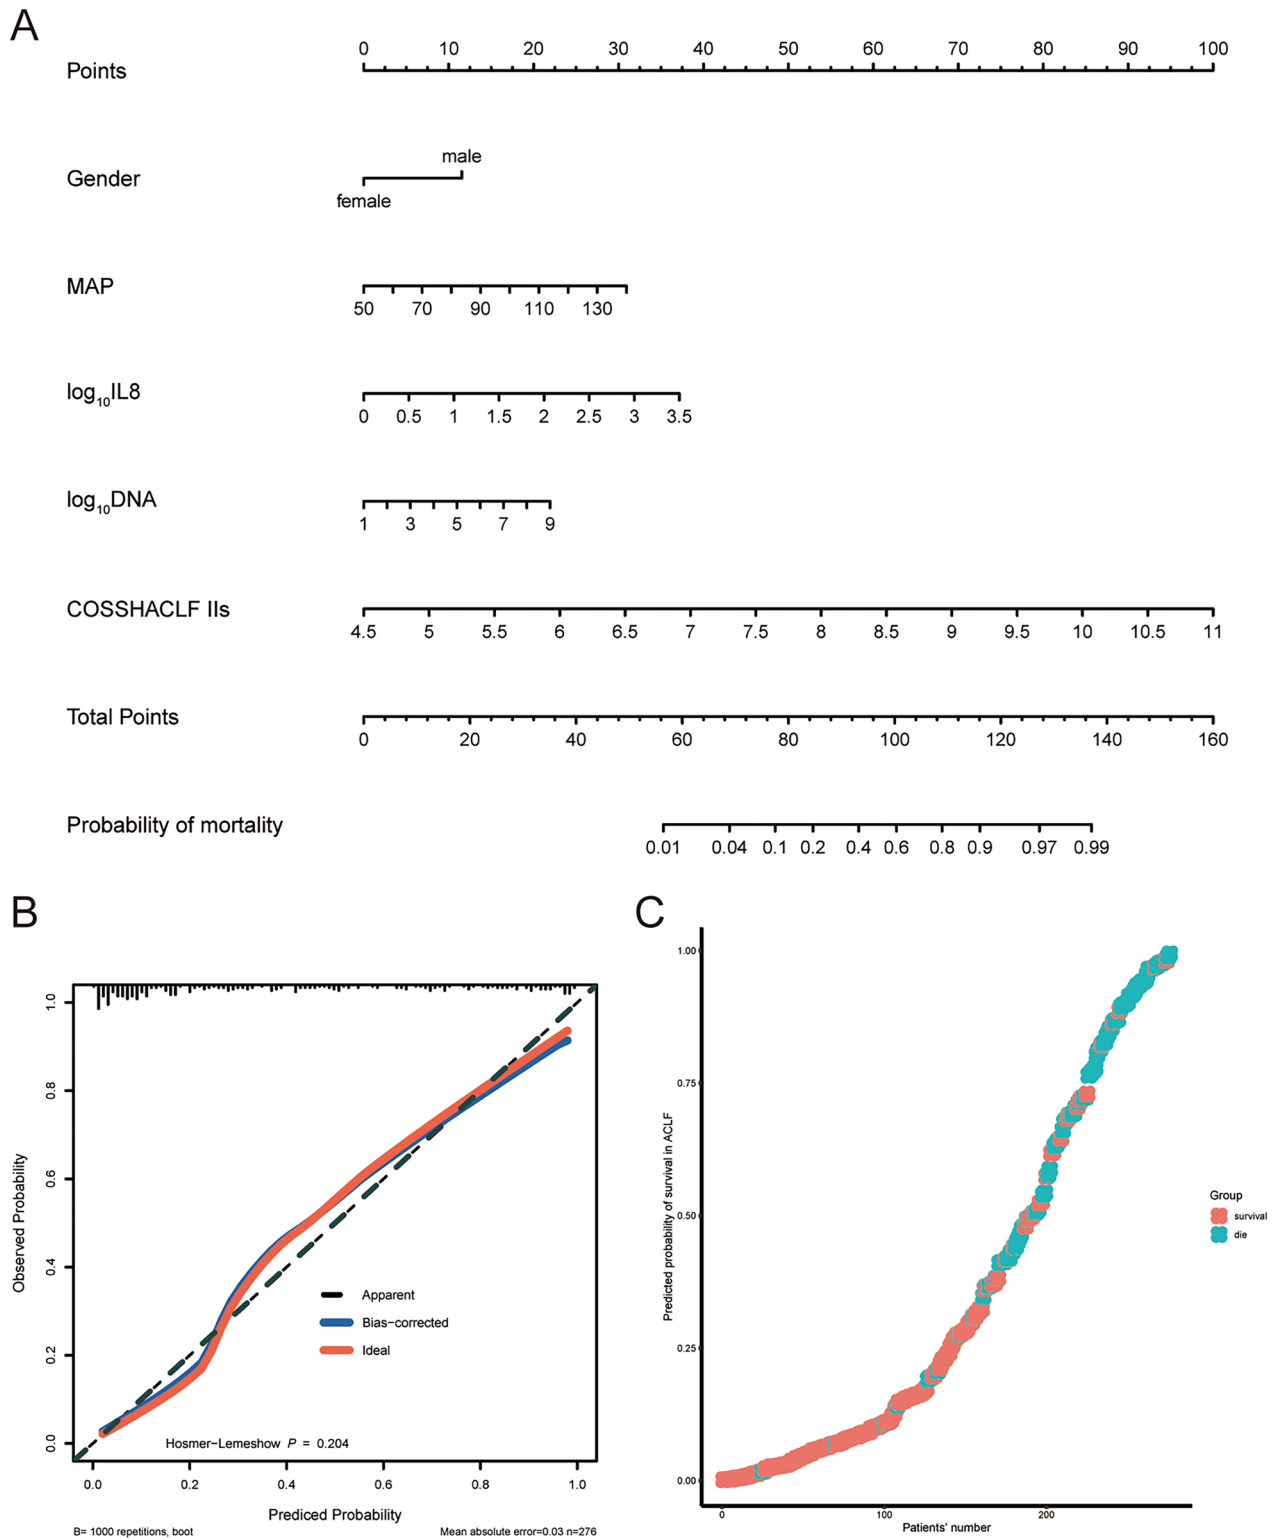 A
Points
0 10 20 30 40 50 60 70 80 90 100
Gender
male
female
MAP
50 70 90 110 130
log10IL8
0 0.5 1 1.5 2 2.5 3 3.5
log10DNA
1 3 5 7 9
COSSHACLF IIs
4.5 5 5.5 6 6.5 7 7.5 8 8.5 9 9.5 10 10.5 11
Total Points
0 20 40 60 80 100 120 140 160
Probability of mortality
0.01 0.04 0.1 0.2 0.4 0.6 0.8 0.9 0.97 0.99
B
Observed Probability
1.0
0.8
0.6
0.4
0.2
0.0
Apparent
Bias-corrected
Ideal
Hosmer-Lemeshow P = 0.204
0.0 0.2 0.4 0.6 0.8 1.0
Prediced Probability
B= 1000 repetitions, boot
Mean absolute error=0.03 n=276
C
Predicted probability of survival in ACLF
1.00
0.75
0.50
0.25
0.00
0 100 200
Patients' number
Group
survival
die